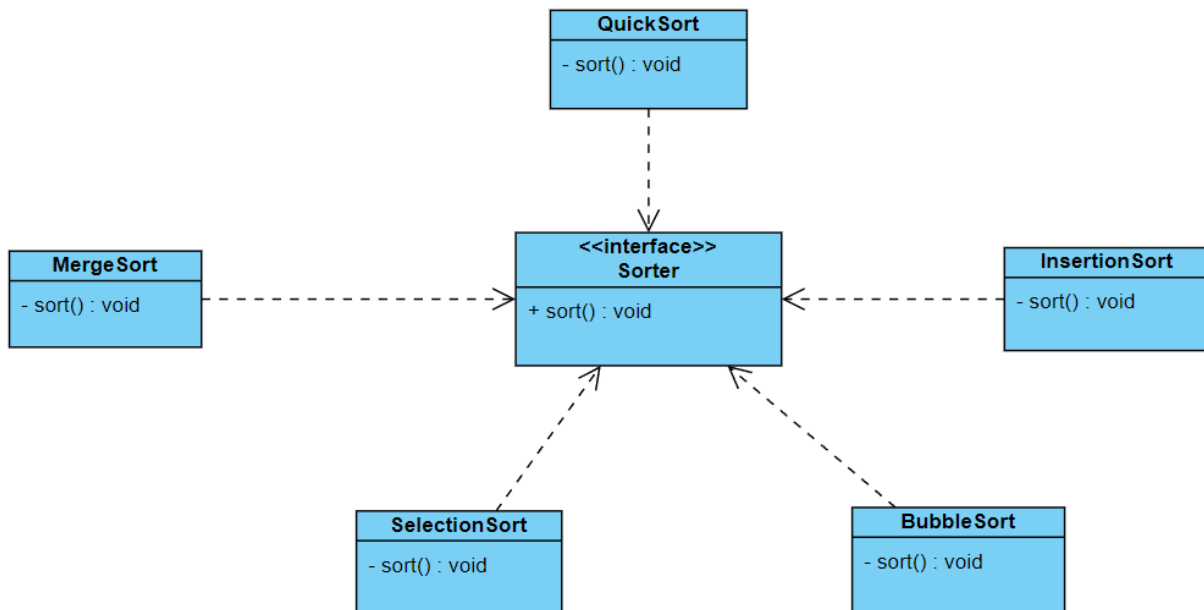 QuickSort
- sort() : void
<<interface>>
Sorter
+ sort() : void
MergeSort
- sort() : void
InsertionSort
- sort() : void
SelectionSort
- sort() : void
BubbleSort
- sort() : void